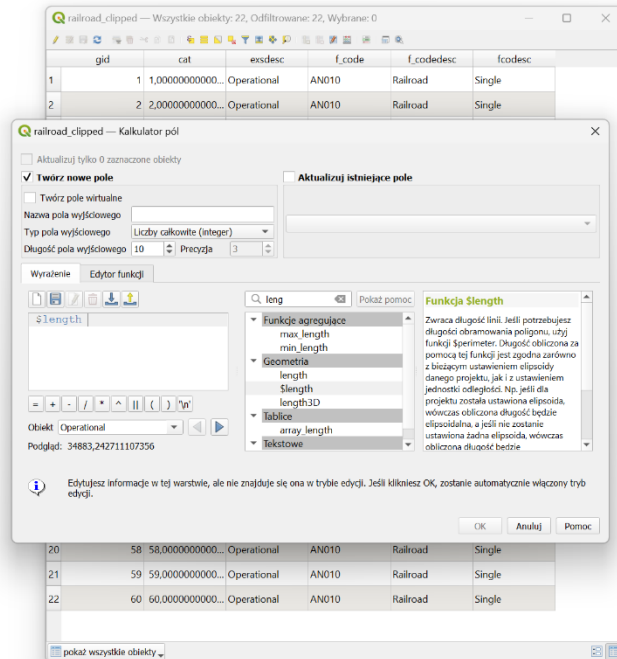 railroad_clipped — Wszystkie obiekty: 22, Odfiltrowane: 22, Wybrane: 0
gid cat exsdesc f_code f_codedesc fcodesc
1 1 1,00000000000... Operational AN010 Railroad Single
2 2 2,00000000000... Operational AN010 Railroad Single
railroad_clipped — Kalkulator pól
Aktualizuj tylko 0 zaznaczone obiekty
Twórz nowe pole
Aktualizuj istniejące pole
Twórz pole wirtualne
Nazwa pola wyjściowego
Typ pola wyjściowego Liczby całkowite (integer)
Długość pola wyjściowego 10 Precyzja 3
Wyrażenie Edytor funkcji
$length
= + - / * ^ || ( ) '\n'
Obiekt Operational
Podgląd: 34883,242711107356
leng Pokaż pomoc
Funkcje agregujące
max_length
min_length
Geometria
length
$length
length3D
Tablice
array_length
Tekstowe
Funkcja $length
Zwraca długość linii. Jeśli potrzebujesz
długości obramowania poligonu, użyj
funkcji $perimeter. Długość obliczona za
pomocą tej funkcji jest zgodna zarówno
z bieżącym ustawieniem elipsoidy
danego projektu, jak i z ustawieniem
jednostki odległości. Np. jeśli dla
projektu została ustawiona elipsoida,
wówczas obliczona długość będzie
elipsoidalna, a jeśli nie zostanie
ustawiona żadna elipsoida, wówczas
obliczona długość będzie
Edytujesz informacje w tej warstwie, ale nie znajduje się ona w trybie edycji. Jeśli klikniesz OK, zostanie automatycznie włączony tryb
edycji.
OK Anuluj Pomoc
20 58 58,0000000000... Operational AN010 Railroad Single
21 59 59,0000000000... Operational AN010 Railroad Single
22 60 60,0000000000... Operational AN010 Railroad Single
pokaż wszystkie obiekty